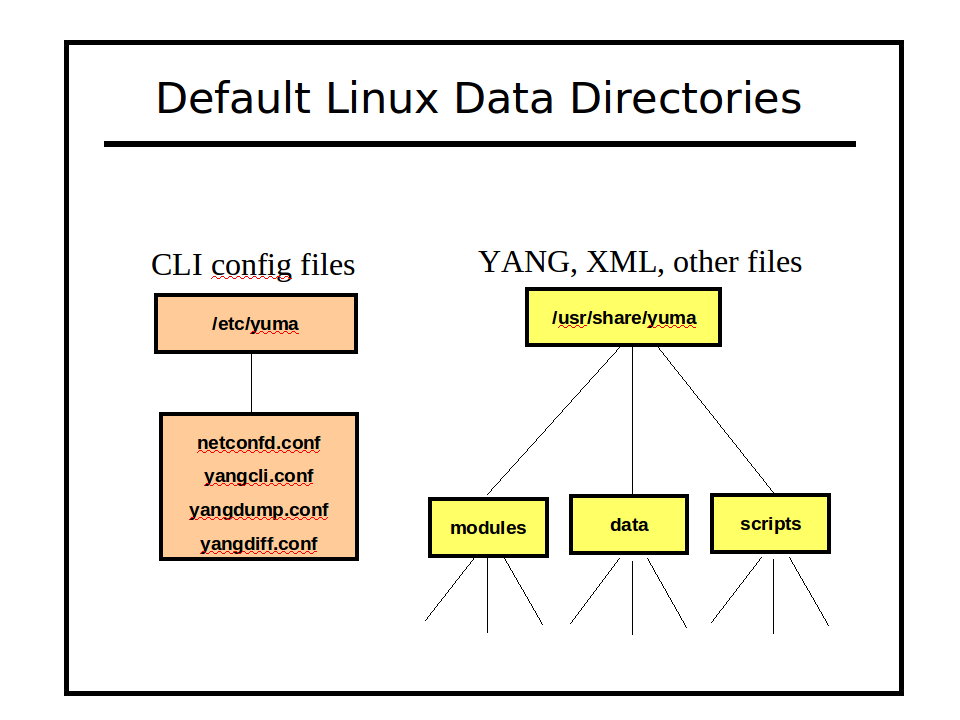 Default Linux Data Directories
CLI config files
/etc/yuma
netconfd.conf
yangcli.conf
yangdump.conf
yangdiff.conf
YANG, XML, other files
/usr/share/yuma
modules
data
scripts